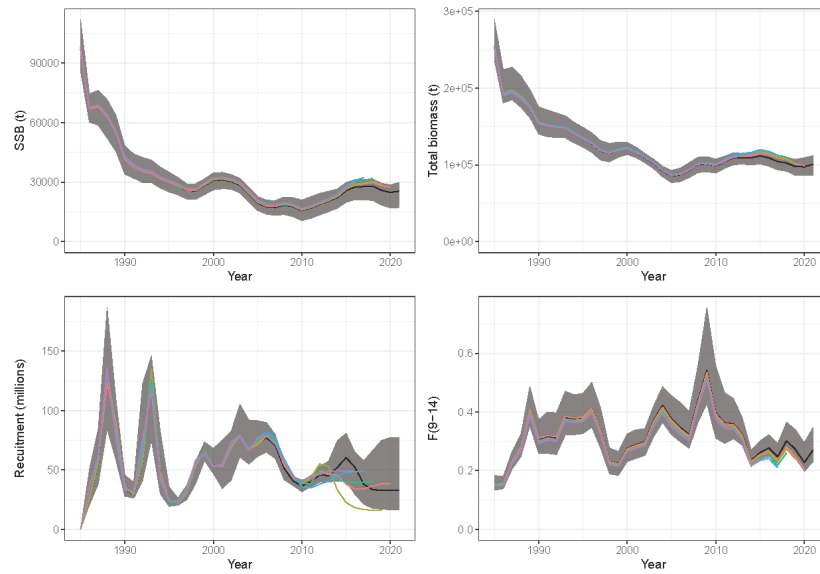 90000
60000
30000
0
SSB (t)
1990 2000 2010 2020
Year
3e+05
2e+05
1e+05
0e+00
Total biomass (t)
1990 2000 2010 2020
Year
150
100
50
0
Recuitment (millions)
1990 2000 2010 2020
Year
0.6
0.4
0.2
0.0
F(9−14)
1990 2000 2010 2020
Year